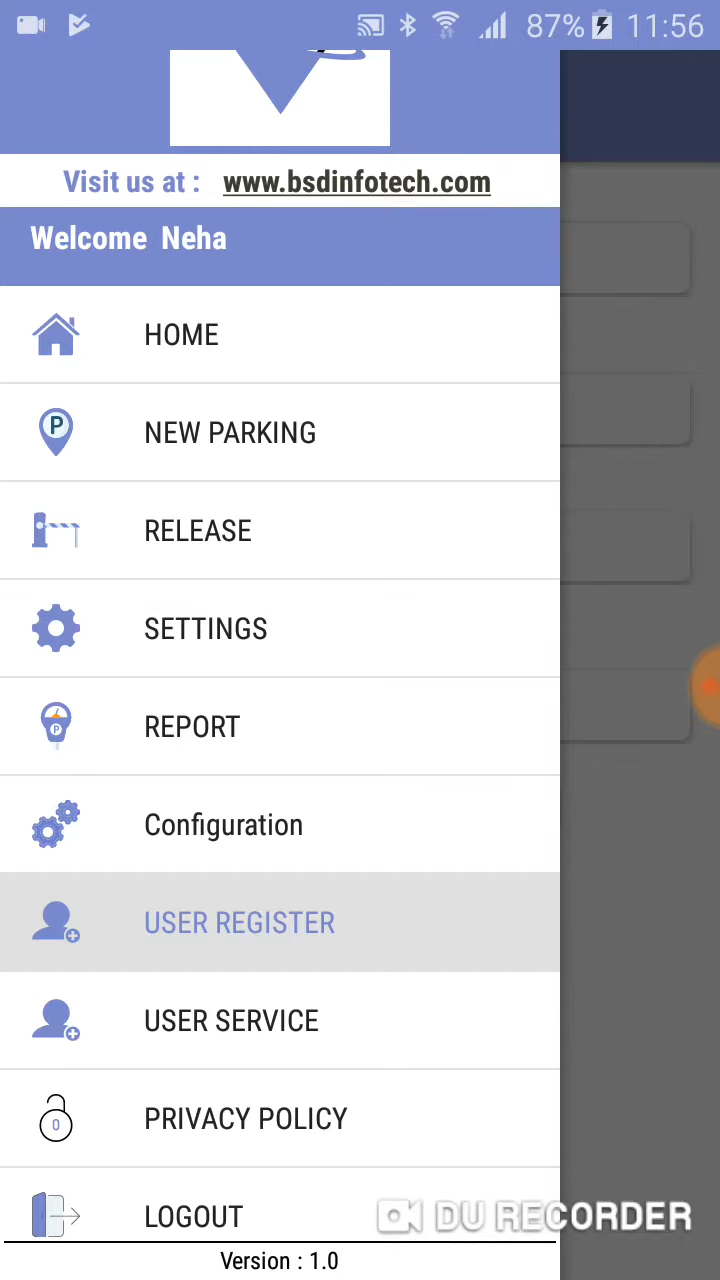 87% 11:56
Visit us at : www.bsdinfotech.com
Welcome Neha
HOME
P
NEW PARKING
RELEASE
SETTINGS
P
REPORT
Configuration
USER REGISTER
USER SERVICE
0
PRIVACY POLICY
LOGOUT
DU RECORDER
Version : 1.0